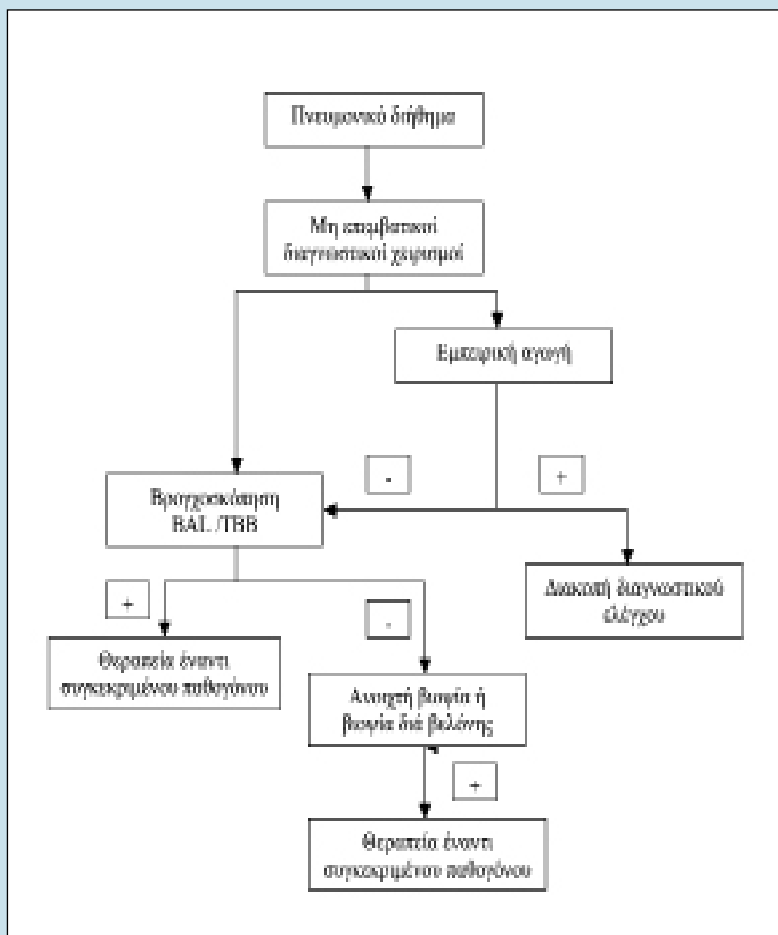 Πνευμονικό διήθημα
Μη επεμβατικοί
διαγνωστικοί χειρισμοί
Εμπειρική αγωγή
-
+
Βρογχοσκόπηση
BAL /TBB
Διακοπή διαγνωστικού
ελέγχου
+
-
Θεραπεία έναντι
συγκεκριμένου παθογόνου
Ανοιχτή βιοψία ή
βιοψία διά βελόνης
+
Θεραπεία έναντι
συγκεκριμένου παθογόνου